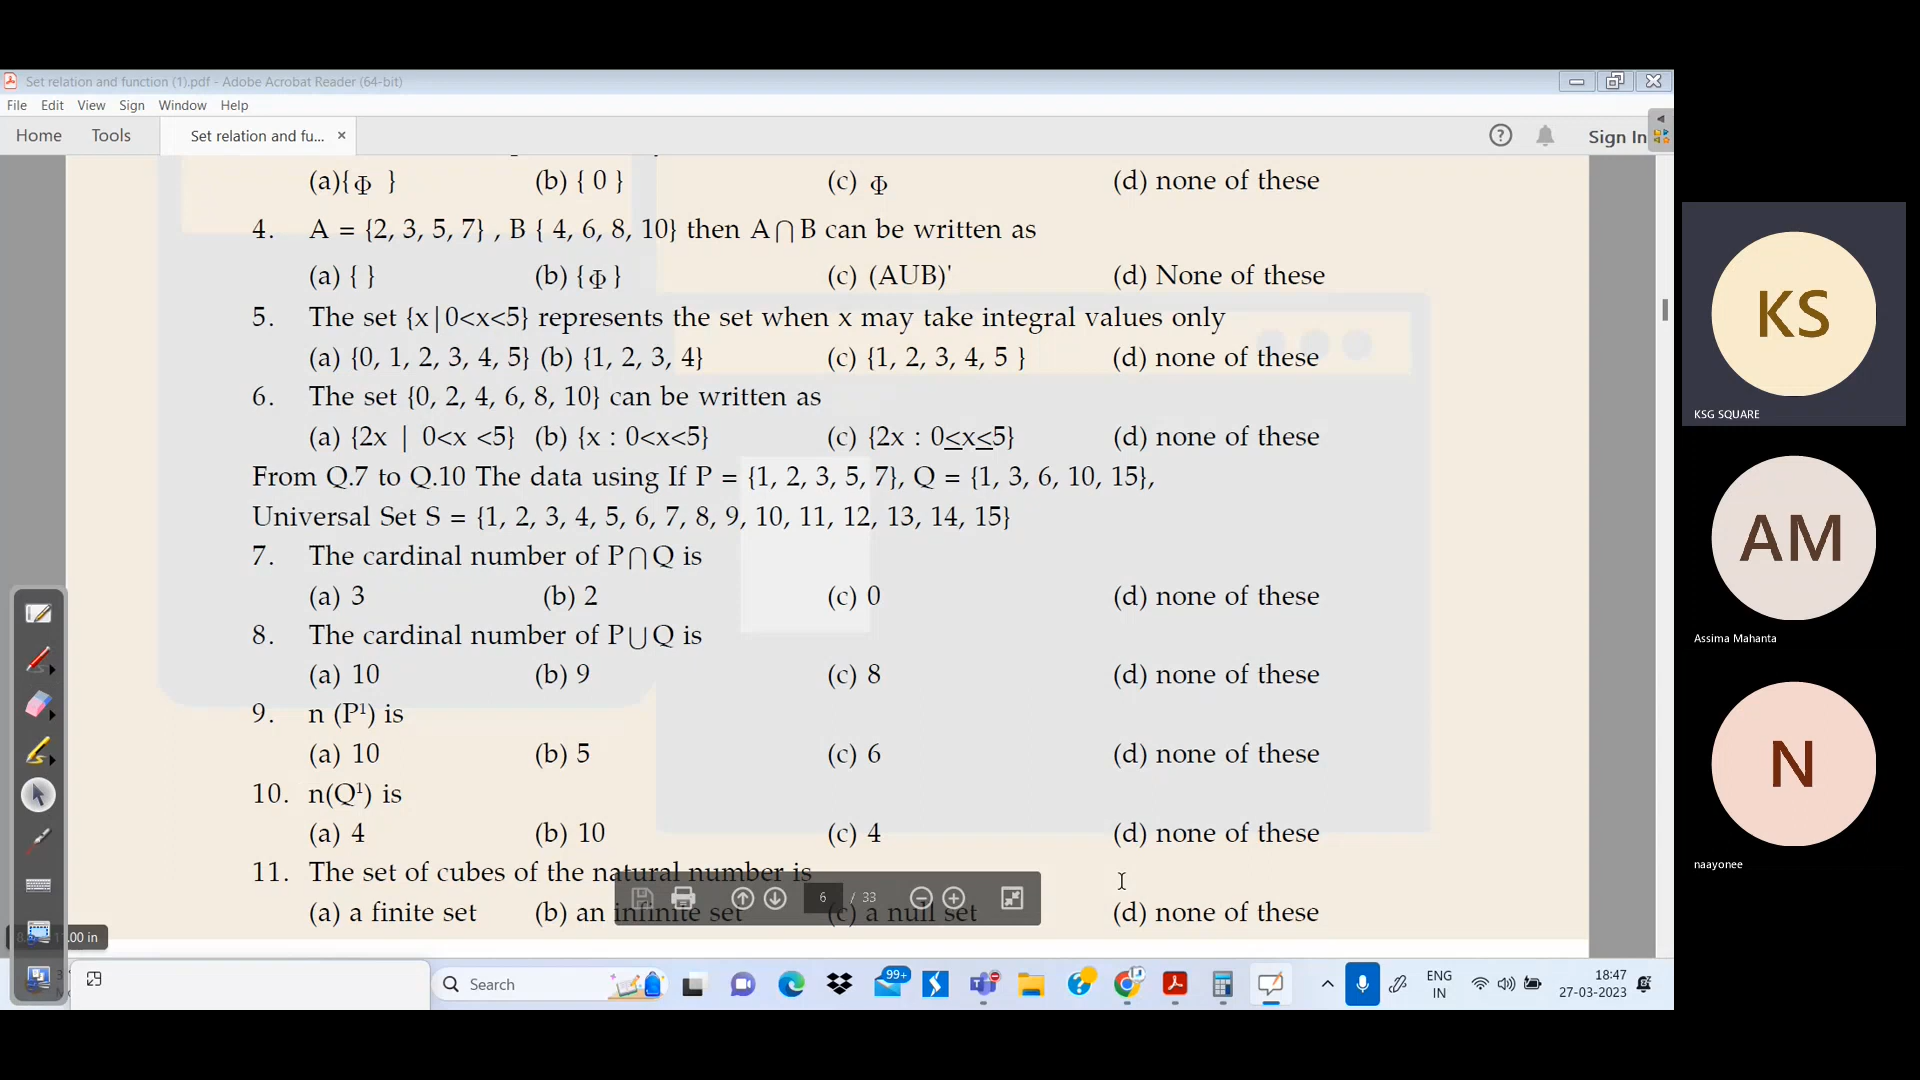 Set relation and function (1).pdf - Adobe Acrobat Reader (64-bit)
File Edit View Sign Window Help
Home Tools Set relation and fu... × Sign In
(a){Φ } (b) { 0 } (c) Φ (d) none of these
4. A = {2, 3, 5, 7} , B { 4, 6, 8, 10} then A⋂B can be written as
(a) { } (b) {Φ} (c) (AUB)' (d) None of these
5. The set {x|0<x<5} represents the set when x may take integral values only
(a) {0, 1, 2, 3, 4, 5} (b) {1, 2, 3, 4} (c) {1, 2, 3, 4, 5 } (d) none of these
6. The set {0, 2, 4, 6, 8, 10} can be written as
(a) {2x | 0<x <5} (b) {x : 0<x<5} (c) {2x : 0≤x≤5} (d) none of these
From Q.7 to Q.10 The data using If P = {1, 2, 3, 5, 7}, Q = {1, 3, 6, 10, 15},
Universal Set S = {1, 2, 3, 4, 5, 6, 7, 8, 9, 10, 11, 12, 13, 14, 15}
7. The cardinal number of P⋂Q is
(a) 3 (b) 2 (c) 0 (d) none of these
8. The cardinal number of P⋃Q is
(a) 10 (b) 9 (c) 8 (d) none of these
9. n (P¹) is
(a) 10 (b) 5 (c) 6 (d) none of these
10. n(Q¹) is
(a) 4 (b) 10 (c) 4 (d) none of these
11. The set of cubes of the natural number is
6 / 33
(a) a finite set (b) an infinite set (c) a null set (d) none of these
.00 in
Search
99+
ENG
IN
18:47
27-03-2023
KS
KSG SQUARE
AM
Assima Mahanta
N
naayonee